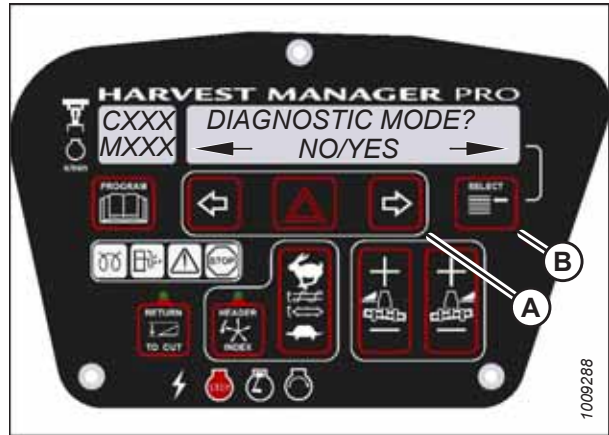 HARVEST MANAGER PRO
CXXX
MXXX
DIAGNOSTIC MODE?
NO/YES
PROGRAM
SELECT
B
A
STOP
RETURN
TO CUT
HEADER
INDEX
1009288